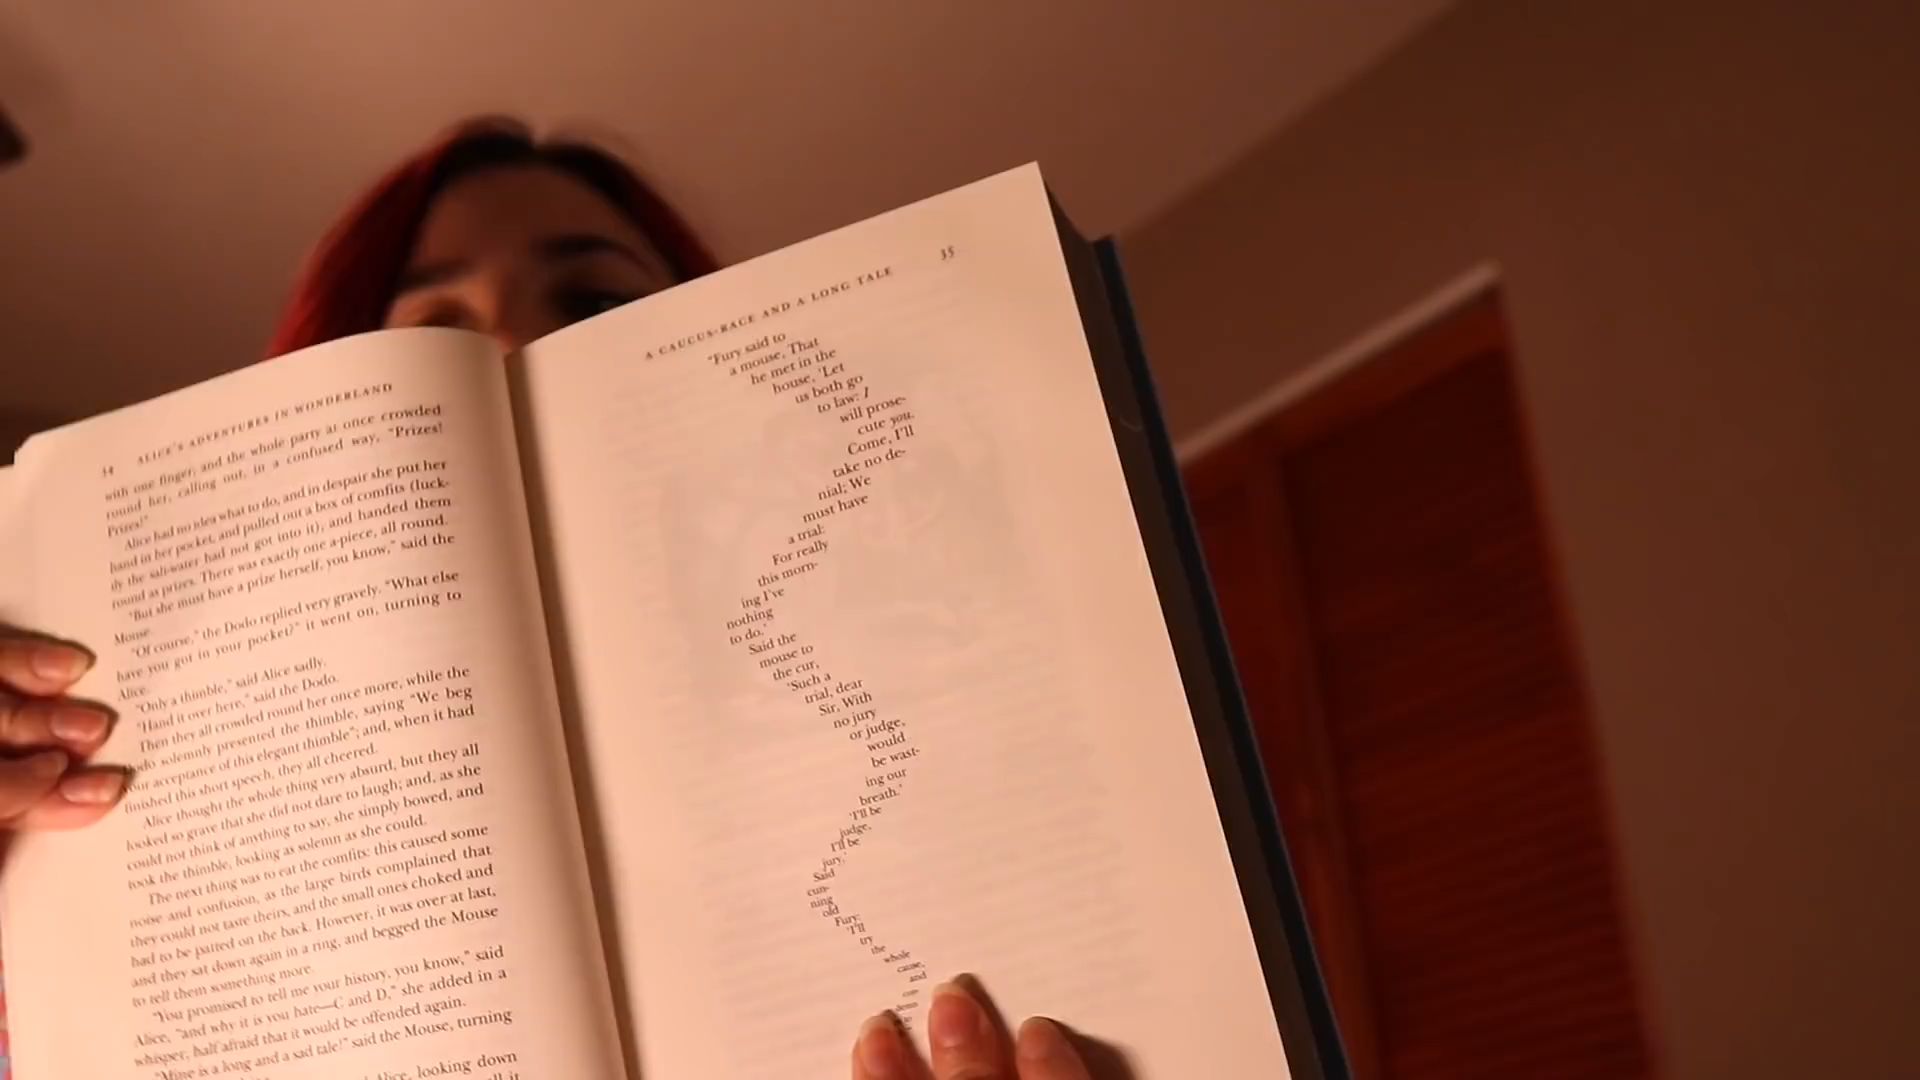 34 ALICE'S ADVENTURES IN WONDERLAND
with one finger; and the whole party at once crowded
round her, calling out, in a confused way, "Prizes!
Prizes!"
Alice had no idea what to do, and in despair she put her
hand in her pocket, and pulled out a box of comfits (luck-
ily the salt-water had not got into it), and handed them
round as prizes. There was exactly one a-piece, all round.
"But she must have a prize herself, you know," said the
Mouse.
"Of course," the Dodo replied very gravely. "What else
have you got in your pocket?" it went on, turning to
Alice.
"Only a thimble," said Alice sadly.
"Hand it over here," said the Dodo.
Then they all crowded round her once more, while the
Dodo solemnly presented the thimble, saying "We beg
your acceptance of this elegant thimble"; and, when it had
finished this short speech, they all cheered.
Alice thought the whole thing very absurd, but they all
looked so grave that she did not dare to laugh; and, as she
could not think of anything to say, she simply bowed, and
took the thimble, looking as solemn as she could.
The next thing was to eat the comfits: this caused some
noise and confusion, as the large birds complained that
they could not taste theirs, and the small ones choked and
had to be patted on the back. However, it was over at last,
and they sat down again in a ring, and begged the Mouse
to tell them something more.
"You promised to tell me your history, you know," said
Alice, "and why it is you hate—C and D," she added in a
whisper, half afraid that it would be offended again.
"Mine is a long and a sad tale!" said the Mouse, turning
Alice, looking down
A CAUCUS-RACE AND A LONG TALE 35
"Fury said to
a mouse, That
he met in the
house, 'Let
us both go
to law: I
will prose-
cute you.
Come, I'll
take no de-
nial; We
must have
a trial:
For really
this morn-
ing I've
nothing
to do.'
Said the
mouse to
the cur,
'Such a
trial, dear
Sir, With
no jury
or judge,
would
be wast-
ing our
breath.'
'I'll be
judge,
I'll be
jury,'
Said
cun-
ning
old
Fury:
'I'll
try
the
whole
cause,
and
con-
demn